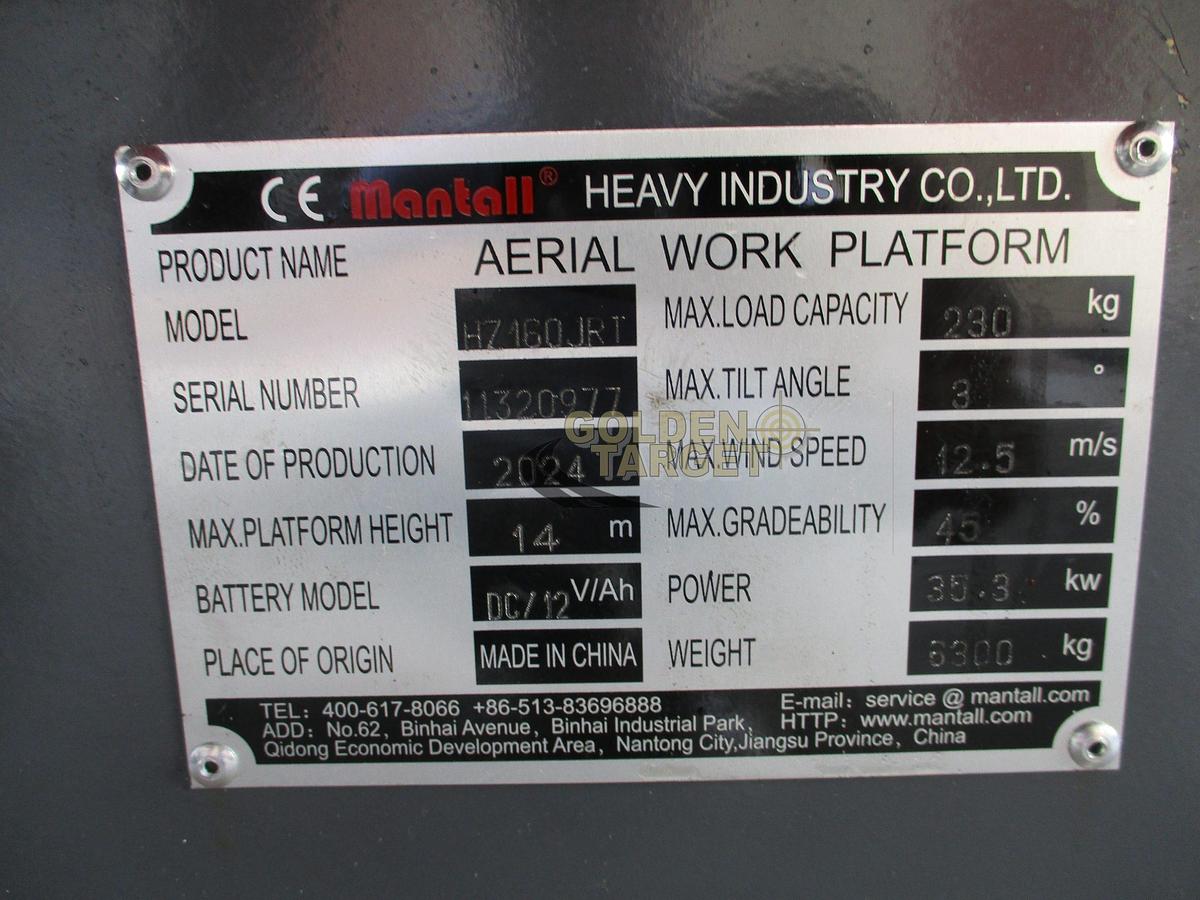 CE Mantall® HEAVY INDUSTRY CO.,LTD.
PRODUCT NAME AERIAL WORK PLATFORM
MODEL HZ160JRT MAX.LOAD CAPACITY 230 kg
SERIAL NUMBER 11320977 MAX.TILT ANGLE 3 °
DATE OF PRODUCTION 2024 MAX.WIND SPEED 12.5 m/s
MAX.PLATFORM HEIGHT 14 m MAX.GRADEABILITY 45 %
BATTERY MODEL DC/12 V/Ah POWER 35.3 kw
PLACE OF ORIGIN MADE IN CHINA WEIGHT 6300 kg
TEL: 400-617-8066 +86-513-83696888 E-mail: service @ mantall.com
ADD: No.62, Binhai Avenue, Binhai Industrial Park, HTTP: www.mantall.com
Qidong Economic Development Area, Nantong City,Jiangsu Province, China
GOLDEN
TARGET